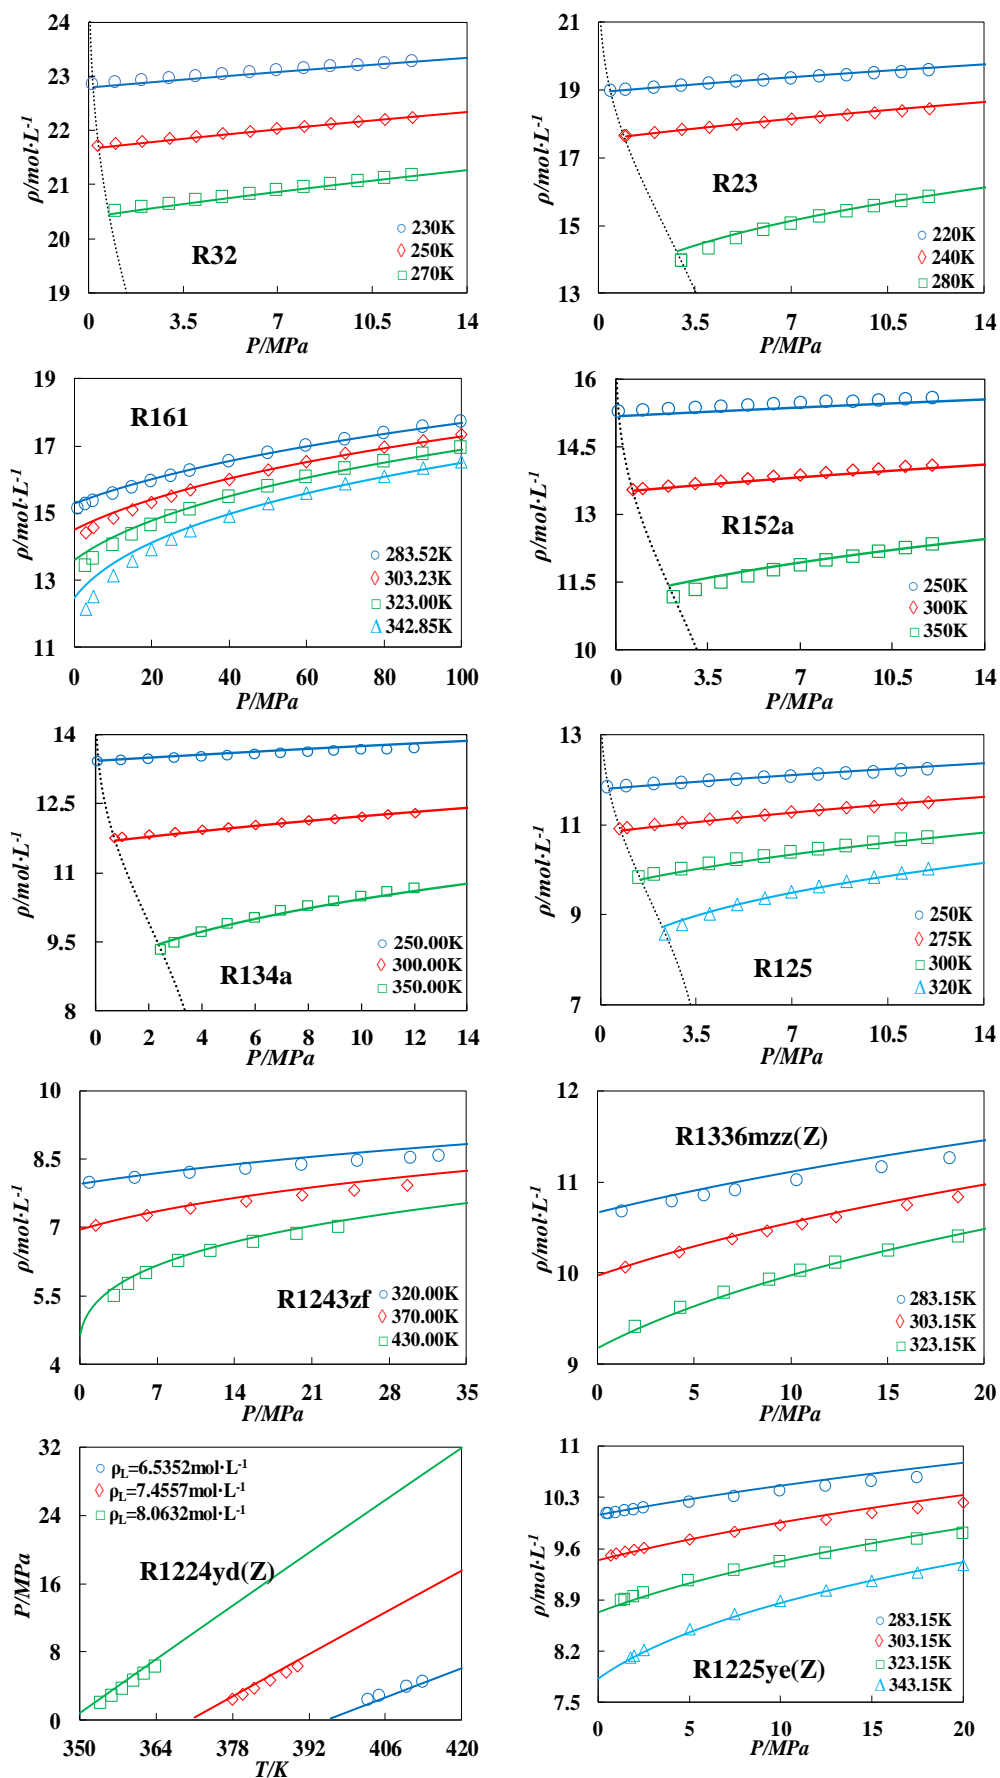 24
23
22
21
20
19
ρ/mol·L⁻¹
R32
230K
250K
270K
0 3.5 7 10.5 14
P/MPa
21
19
17
15
13
ρ/mol·L⁻¹
R23
220K
240K
280K
0 3.5 7 10.5 14
P/MPa
19
17
15
13
11
ρ/mol·L⁻¹
R161
283.52K
303.23K
323.00K
342.85K
0 20 40 60 80 100
P/MPa
16
14.5
13
11.5
10
ρ/mol·L⁻¹
R152a
250K
300K
350K
0 3.5 7 10.5 14
P/MPa
14
12.5
11
9.5
8
ρ/mol·L⁻¹
R134a
250.00K
300.00K
350.00K
0 2 4 6 8 10 12 14
P/MPa
13
11
9
7
ρ/mol·L⁻¹
R125
250K
275K
300K
320K
0 3.5 7 10.5 14
P/MPa
10
8.5
7
5.5
4
ρ/mol·L⁻¹
R1243zf
320.00K
370.00K
430.00K
0 7 14 21 28 35
P/MPa
12
11
10
9
ρ/mol·L⁻¹
R1336mzz(Z)
283.15K
303.15K
323.15K
0 5 10 15 20
P/MPa
32
24
16
8
0
P/MPa
ρL=6.5352mol·L⁻¹
ρL=7.4557mol·L⁻¹
ρL=8.0632mol·L⁻¹
R1224yd(Z)
350 364 378 392 406 420
T/K
11
10.3
9.6
8.9
8.2
7.5
ρ/mol·L⁻¹
R1225ye(Z)
283.15K
303.15K
323.15K
343.15K
0 5 10 15 20
P/MPa